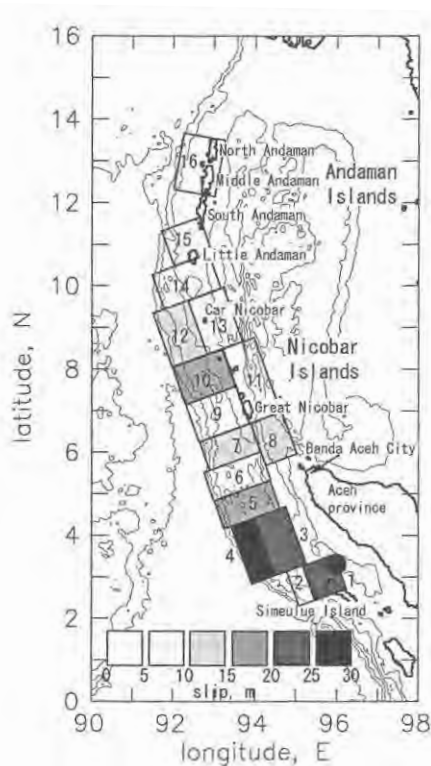 16
14
12
10
8
6
4
2
0
latitude, N
90 92 94 96 98
longitude, E
North Andaman
16
Middle Andaman
Andaman
Islands
South Andaman
15
Little Andaman
14
Car Nicobar
13
12
Nicobar
Islands
10
11
9
Great Nicobar
8
7
Banda Aceh City
6
Aceh
province
5
3
4
2
1
Simeulue Island
0 5 10 15 20 25 30
slip, m